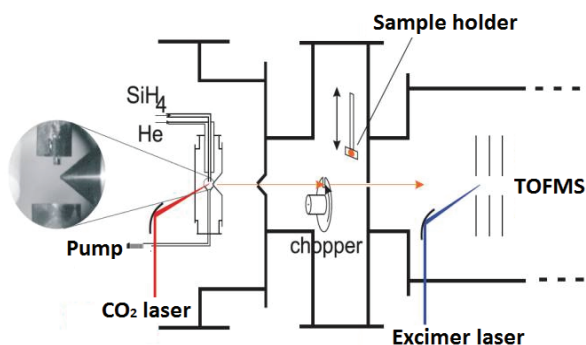 Sample holder
SiH4
He
TOFMS
chopper
Pump
CO₂ laser
Excimer laser